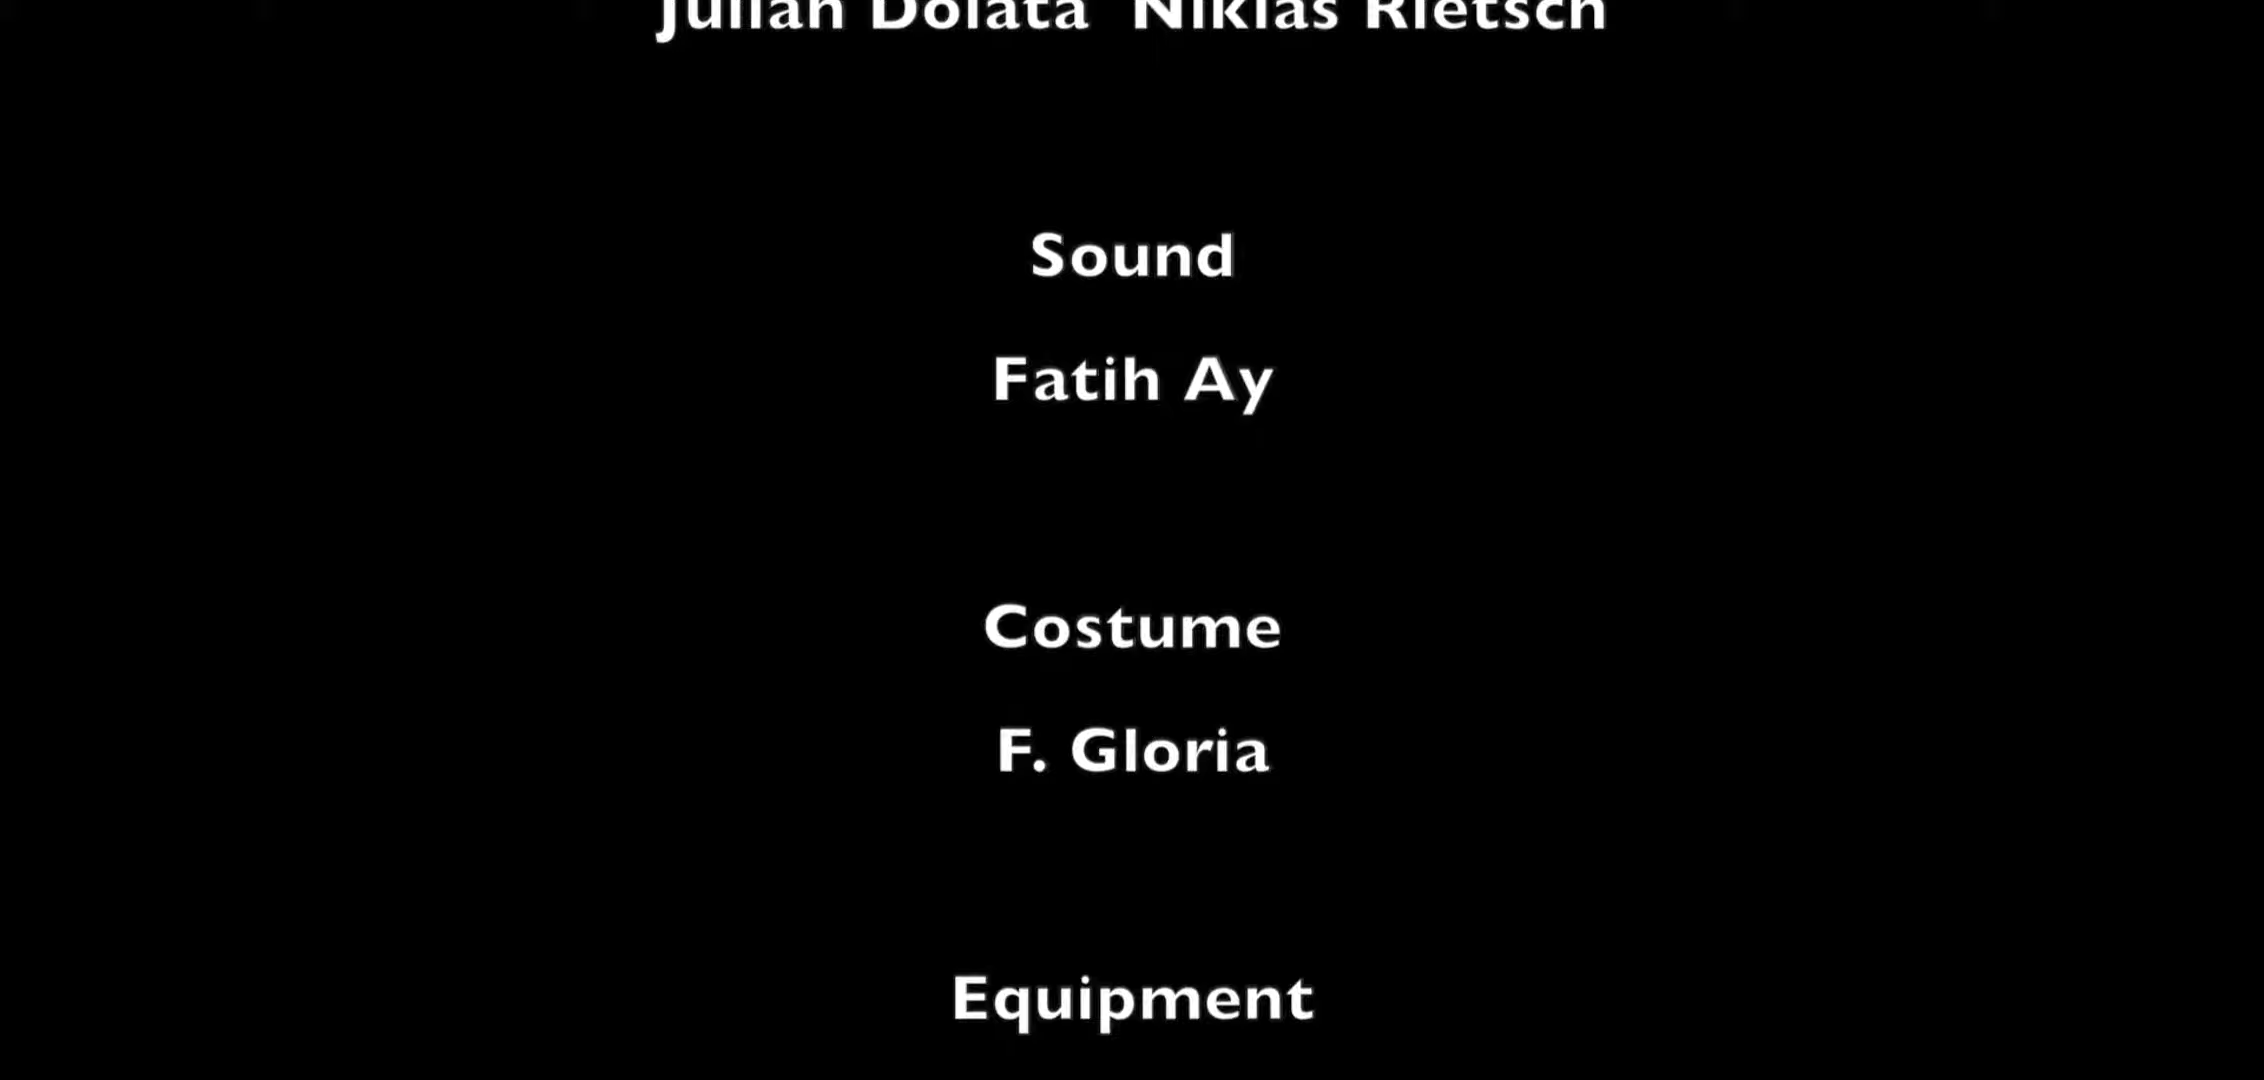 Julian Dolata Niklas Rietsch
Sound
Fatih Ay
Costume
F. Gloria
Equipment